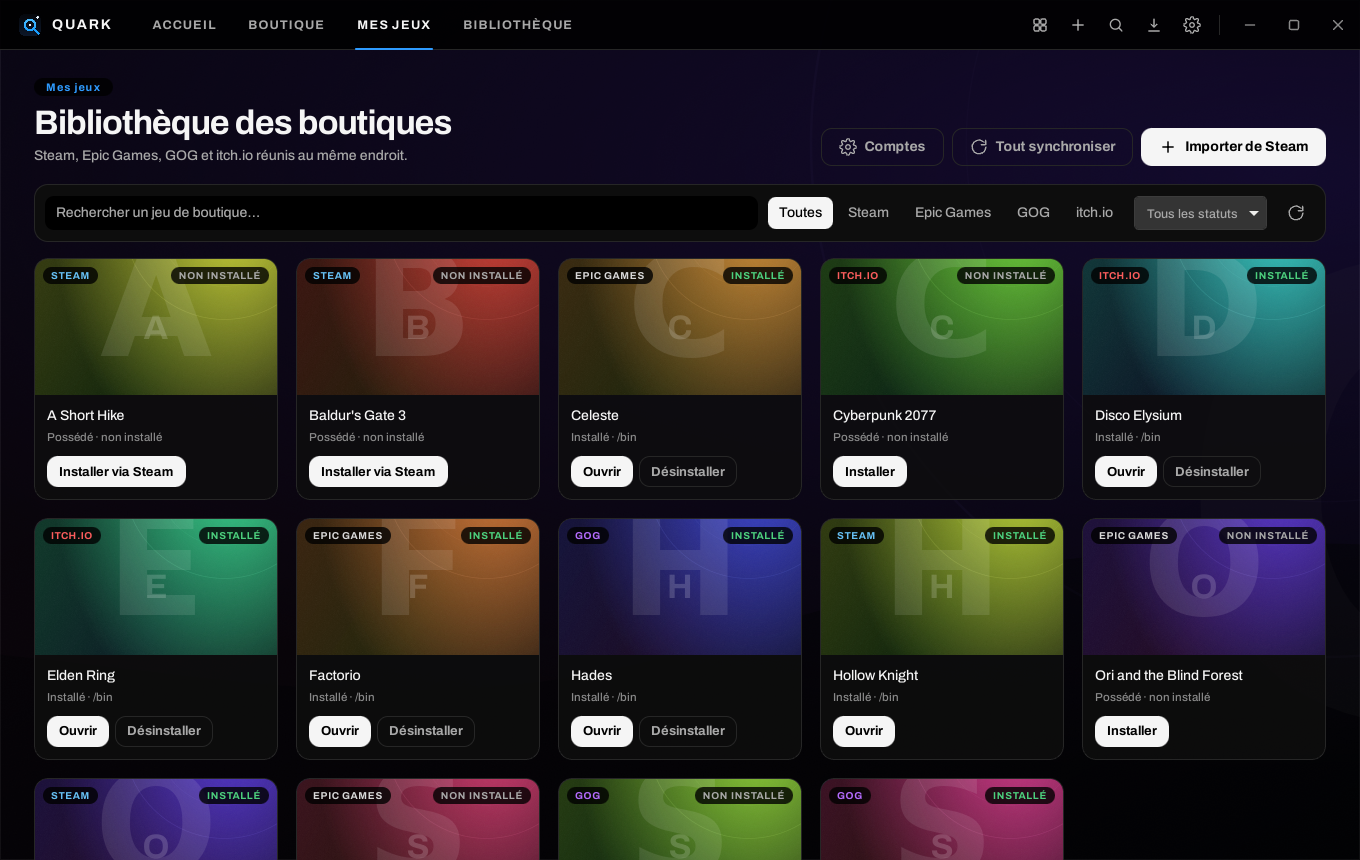 QUARK ACCUEIL BOUTIQUE MES JEUX BIBLIOTHÈQUE
Mes jeux
Bibliothèque des boutiques
Steam, Epic Games, GOG et itch.io réunis au même endroit.
Comptes Tout synchroniser Importer de Steam
Rechercher un jeu de boutique... Toutes Steam Epic Games GOG itch.io Tous les statuts
STEAM NON INSTALLÉ STEAM NON INSTALLÉ EPIC GAMES INSTALLÉ ITCH.IO NON INSTALLÉ ITCH.IO INSTALLÉ
A B C C D
A B C C D
A Short Hike Baldur's Gate 3 Celeste Cyberpunk 2077 Disco Elysium
Possédé · non installé Possédé · non installé Installé · /bin Possédé · non installé Installé · /bin
Installer via Steam Installer via Steam Ouvrir Désinstaller Installer Ouvrir Désinstaller
ITCH.IO INSTALLÉ EPIC GAMES INSTALLÉ GOG INSTALLÉ STEAM INSTALLÉ EPIC GAMES NON INSTALLÉ
E F H H O
E F H H O
Elden Ring Factorio Hades Hollow Knight Ori and the Blind Forest
Installé · /bin Installé · /bin Installé · /bin Installé · /bin Possédé · non installé
Ouvrir Désinstaller Ouvrir Désinstaller Ouvrir Désinstaller Ouvrir Installer
STEAM INSTALLÉ EPIC GAMES NON INSTALLÉ GOG NON INSTALLÉ GOG INSTALLÉ
O S S S
O S S S